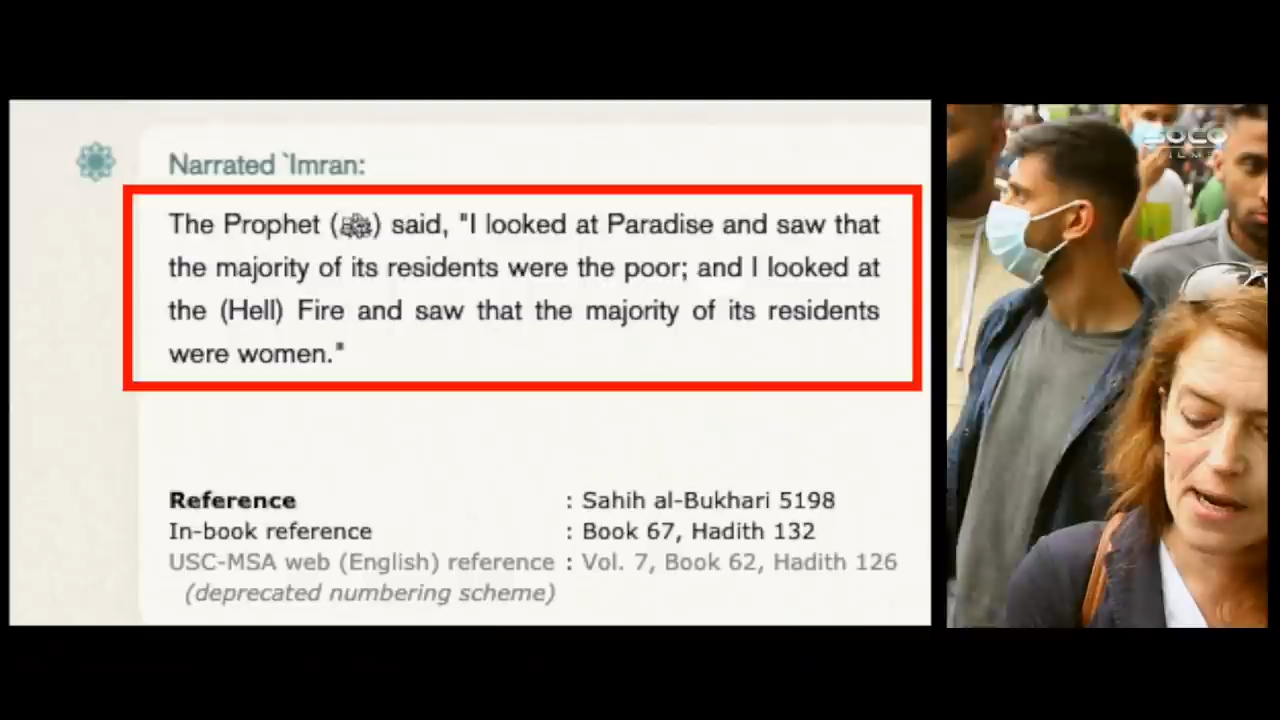 Narrated `Imran:
The Prophet (ﷺ) said, "I looked at Paradise and saw that
the majority of its residents were the poor; and I looked at
the (Hell) Fire and saw that the majority of its residents
were women."
Reference : Sahih al-Bukhari 5198
In-book reference : Book 67, Hadith 132
USC-MSA web (English) reference : Vol. 7, Book 62, Hadith 126
(deprecated numbering scheme)
SOCO
FILMS